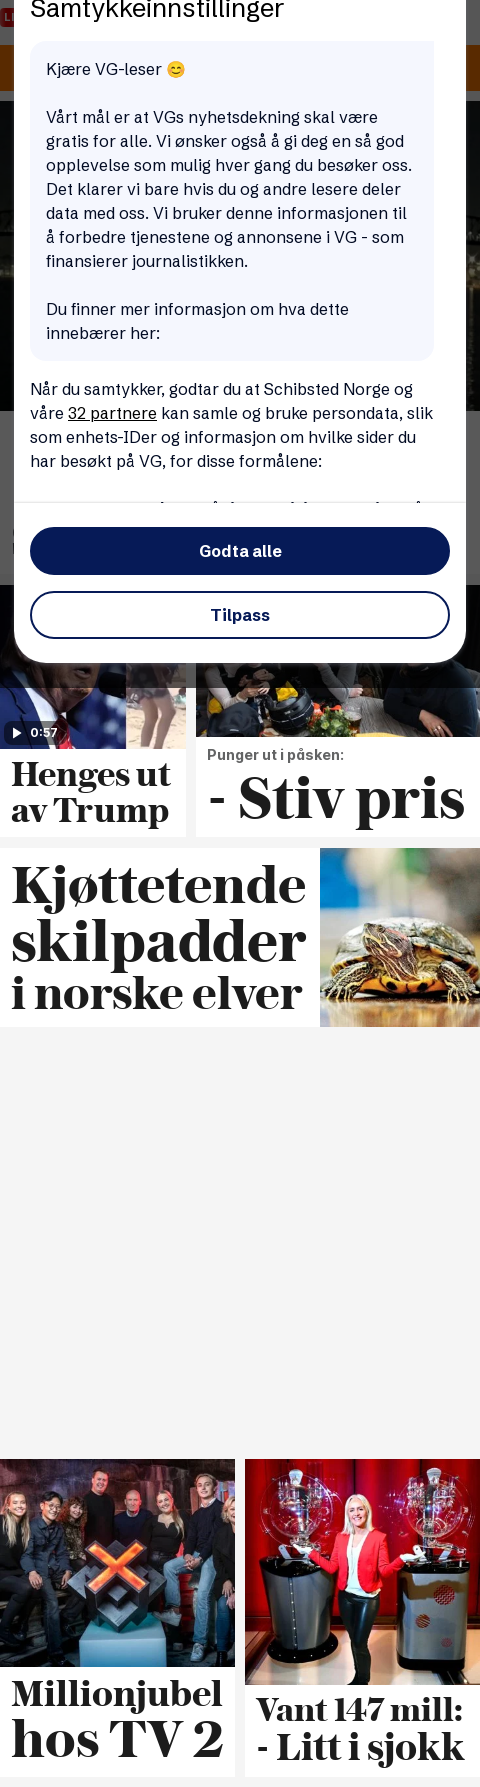 Samtykkeinnstillinger
Kjære VG-leser 😊
Vårt mål er at VGs nyhetsdekning skal være
gratis for alle. Vi ønsker også å gi deg en så god
opplevelse som mulig hver gang du besøker oss.
Det klarer vi bare hvis du og andre lesere deler
data med oss. Vi bruker denne informasjonen til
å forbedre tjenestene og annonsene i VG - som
finansierer journalistikken.
Du finner mer informasjon om hva dette
innebærer her:
Når du samtykker, godtar du at Schibsted Norge og
våre 32 partnere kan samle og bruke persondata, slik
som enhets-IDer og informasjon om hvilke sider du
har besøkt på VG, for disse formålene:
Godta alle
Tilpass
0:57
Henges ut
av Trump
Punger ut i påsken:
- Stiv pris
Kjøttetende
skilpadder
i norske elver
Millionjubel
hos TV 2
Vant 147 mill:
- Litt i sjokk